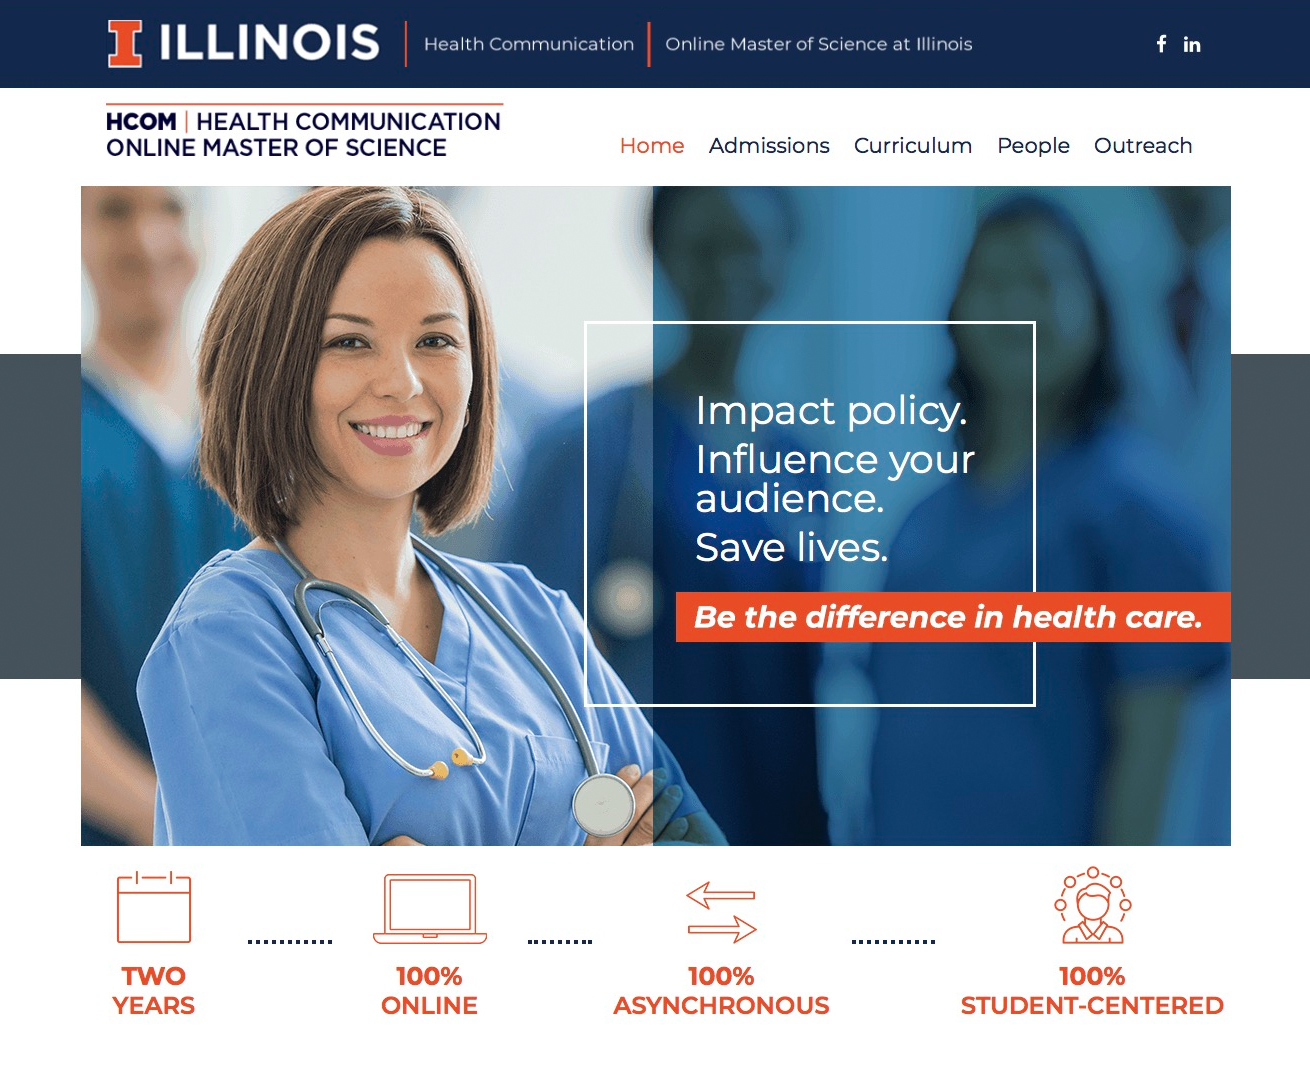 I ILLINOIS | Health Communication | Online Master of Science at Illinois
f in
HCOM | HEALTH COMMUNICATION
ONLINE MASTER OF SCIENCE
Home Admissions Curriculum People Outreach
Impact policy.
Influence your
audience.
Save lives.
Be the difference in health care.
TWO
YEARS
100%
ONLINE
100%
ASYNCHRONOUS
100%
STUDENT-CENTERED